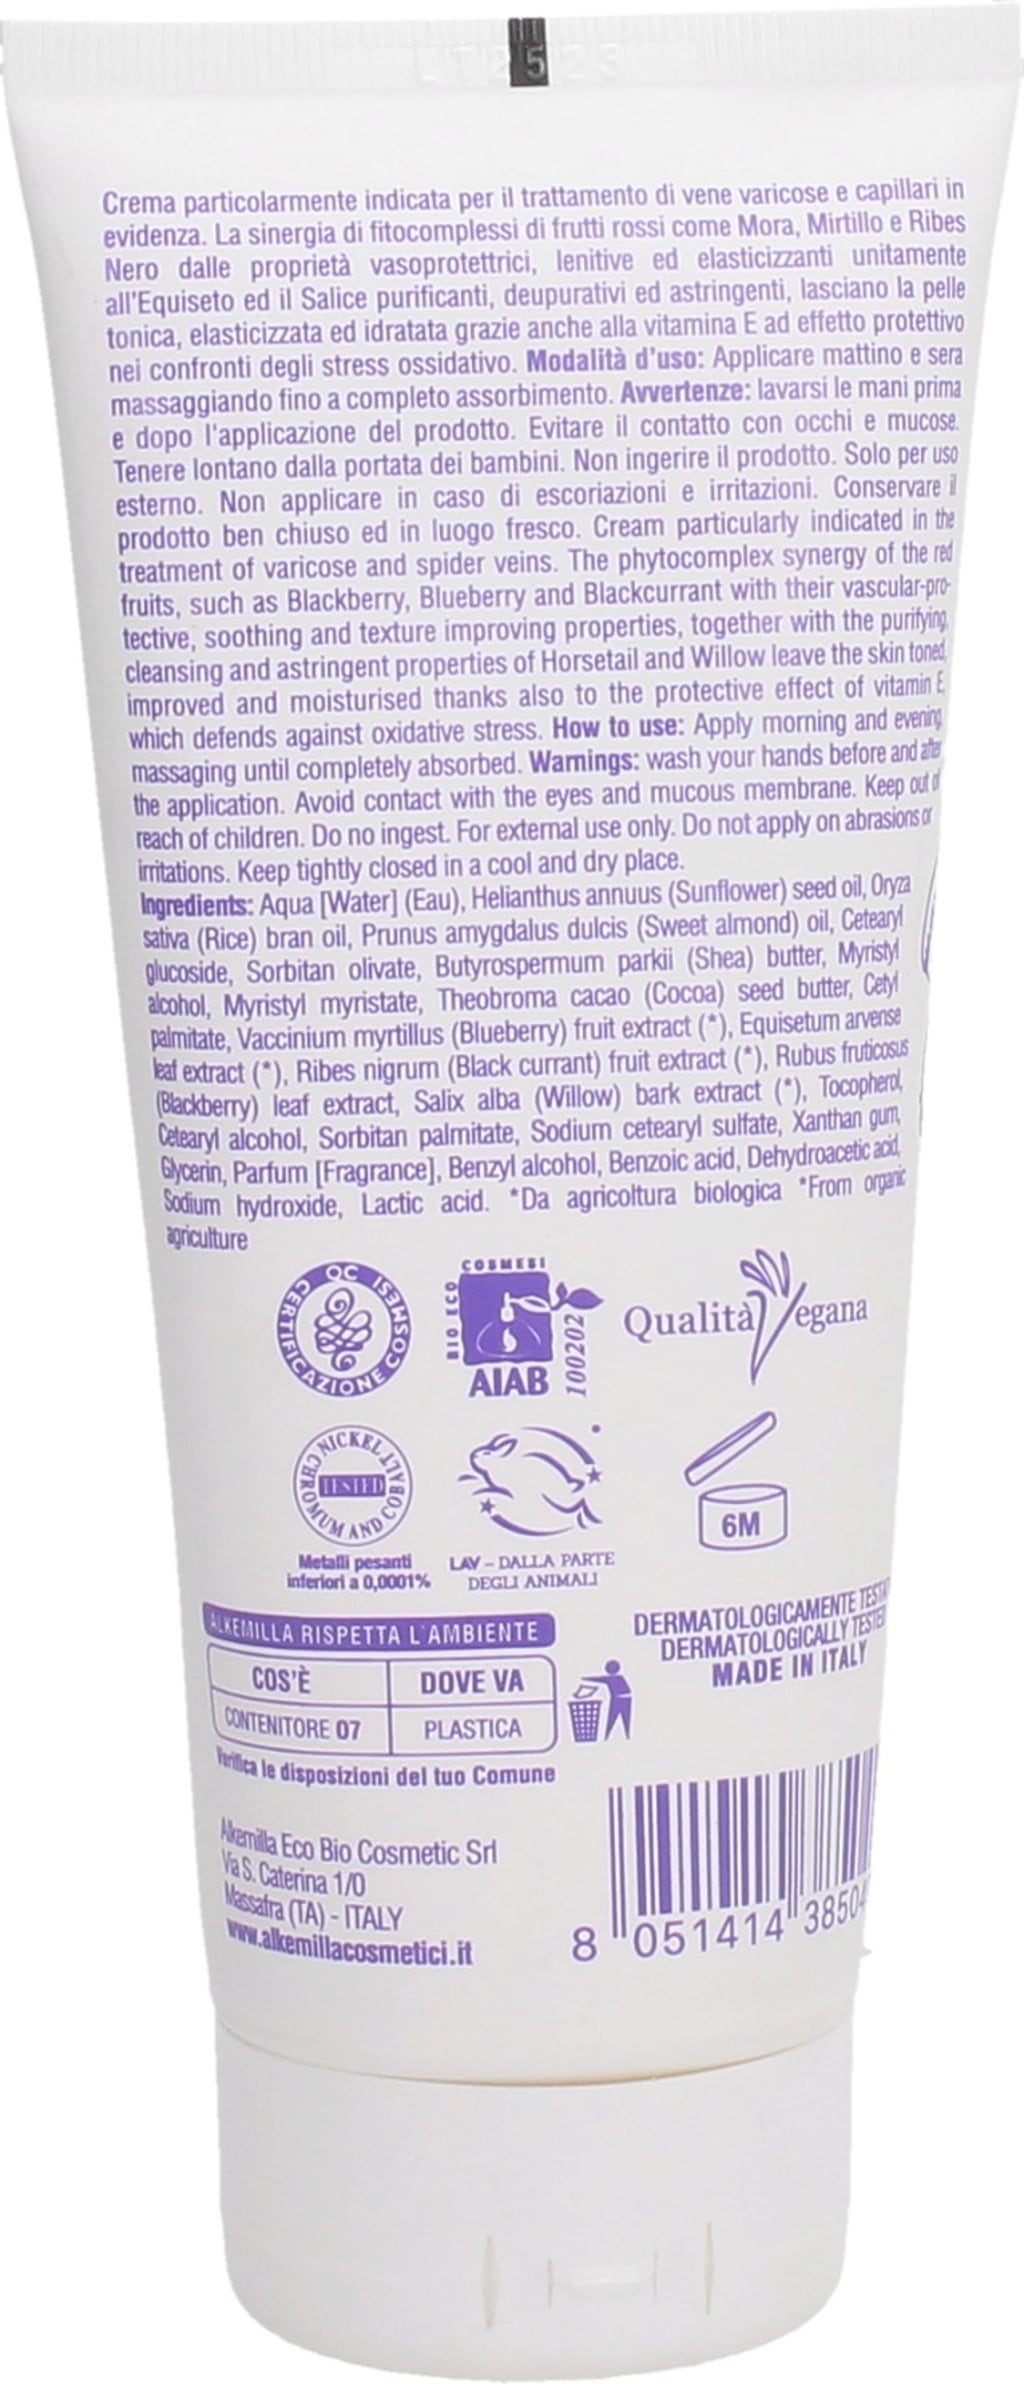 5
Crema particolarmente indicata per il trattamento di vene varicose e capillari in
evidenza. La sinergia di fitocomplessi di frutti rossi come Mora, Mirtillo e Ribes
Nero dalle proprietà vasoprotettrici, lenitive ed elasticizzanti unitamente
all'Equiseto ed il Salice purificanti, deupurativi ed astringenti, lasciano la pelle
tonica, elasticizzata ed idratata grazie anche alla vitamina E ad effetto protettivo
nei confronti degli stress ossidativo. Modalità d'uso: Applicare mattino e sera
massaggiando fino a completo assorbimento. Avvertenze: lavarsi le mani prima
e dopo l'applicazione del prodotto. Evitare il contatto con occhi e mucose.
Tenere lontano dalla portata dei bambini. Non ingerire il prodotto. Solo per uso
esterno. Non applicare in caso di escoriazioni e irritazioni. Conservare il
prodotto ben chiuso ed in luogo fresco. Cream particularly indicated in the
treatment of varicose and spider veins. The phytocomplex synergy of the red
fruits, such as Blackberry, Blueberry and Blackcurrant with their vascular-pro-
tective, soothing and texture improving properties, together with the purifying,
cleansing and astringent properties of Horsetail and Willow leave the skin toned,
improved and moisturised thanks also to the protective effect of vitamin E,
which defends against oxidative stress. How to use: Apply morning and evening,
massaging until completely absorbed. Warnings: wash your hands before and after
the application. Avoid contact with the eyes and mucous membrane. Keep out of
reach of children. Do no ingest. For external use only. Do not apply on abrasions or
irritations. Keep tightly closed in a cool and dry place.
Ingredients: Aqua [Water] (Eau), Helianthus annuus (Sunflower) seed oil, Oryza
sativa (Rice) bran oil, Prunus amygdalus dulcis (Sweet almond) oil, Cetearyl
glucoside, Sorbitan olivate, Butyrospermum parkii (Shea) butter, Myristyl
alcohol, Myristyl myristate, Theobroma cacao (Cocoa) seed butter, Cetyl
palmitate, Vaccinium myrtillus (Blueberry) fruit extract (*), Equisetum arvense
leaf extract (*), Ribes nigrum (Black currant) fruit extract (*), Rubus fruticosus
(Blackberry) leaf extract, Salix alba (Willow) bark extract (*), Tocopherol,
Cetearyl alcohol, Sorbitan palmitate, Sodium cetearyl sulfate, Xanthan gum,
Glycerin, Parfum [Fragrance], Benzyl alcohol, Benzoic acid, Dehydroacetic acid,
Sodium hydroxide, Lactic acid. *Da agricoltura biologica *From organic
agriculture
QC CERTIFICAZIONE COSMESI
BIO ECO COSMESI
AIAB
100202
Qualità Vegana
NICKEL COBALT AND CHROMUM
TESTED
Metalli pesanti
inferiori a 0,0001%
LAV – DALLA PARTE
DEGLI ANIMALI
6M
ALKEMILLA RISPETTA L'AMBIENTE
COS'È DOVE VA
CONTENITORE 07 PLASTICA
Verifica le disposizioni del tuo Comune
DERMATOLOGICAMENTE
DERMATOLOGICALLY TESTED
MADE IN ITALY
Alkemilla Eco Bio Cosmetic Srl
Via S. Caterina 1/0
Massafra (TA) - ITALY
www.alkemillacosmetici.it
8 051414 38504